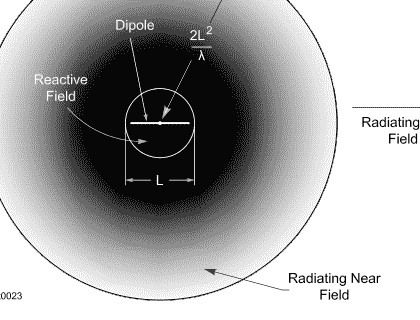 Dipole
2L²
λ
Reactive
Field
Radiating
Field
L
Radiating Near
Field
0023